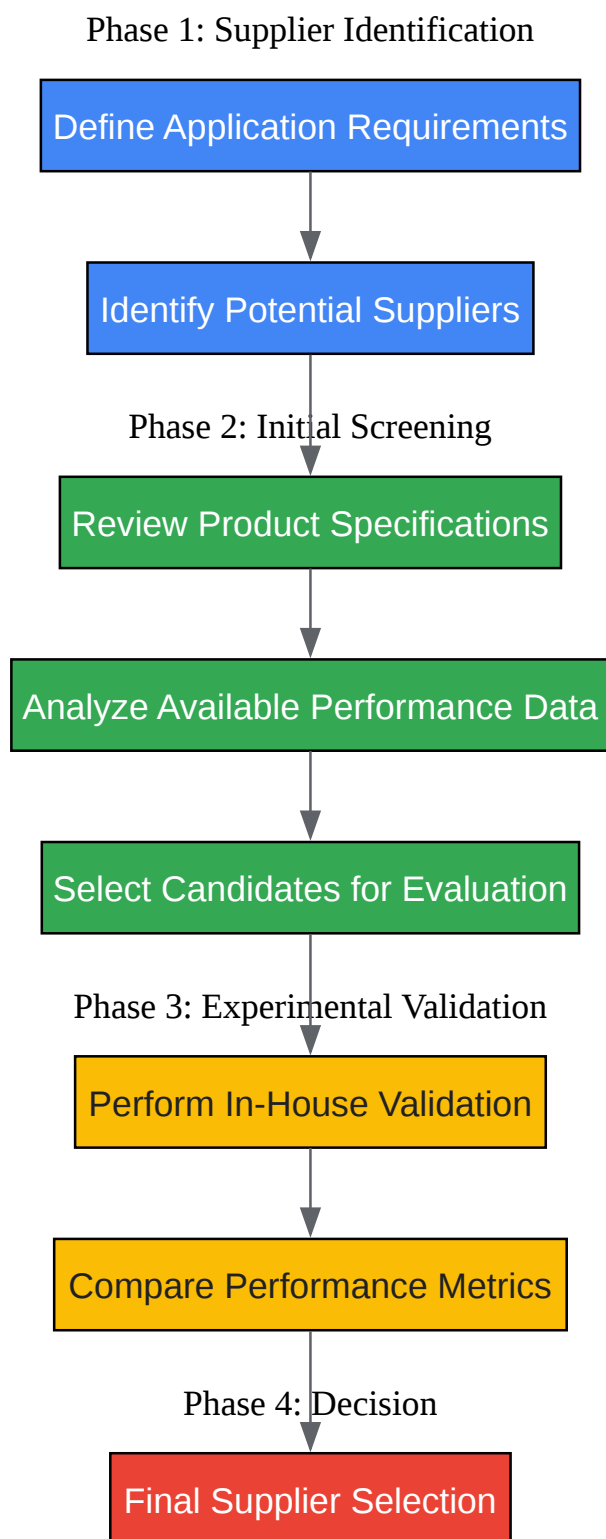 Phase 1: Supplier Identification
Define Application Requirements
Identify Potential Suppliers
Phase 2: Initial Screening
Review Product Specifications
Analyze Available Performance Data
Select Candidates for Evaluation
Phase 3: Experimental Validation
Perform In-House Validation
Compare Performance Metrics
Phase 4: Decision
Final Supplier Selection